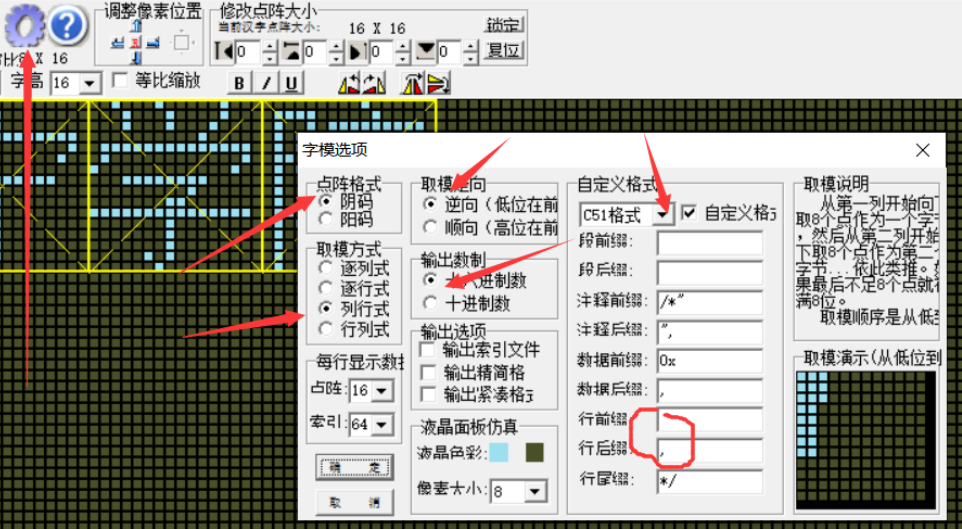 调整像素位置
修改点阵大小
当前汉字点阵大小: 16 X 16
0 0 0 0
锁定
复位
X 16
字高 16
等比缩放
B I U
字模选项
点阵格式
阴码
阳码
取模方式
逐列式
逐行式
列行式
行列式
每行显示数据
点阵: 16
索引: 64
确 定
取 消
取模走向
逆向(低位在前
顺向(高位在前
输出数制
十六进制数
十进制数
输出选项
输出索引文件
输出精简格
输出紧凑格式
液晶面板仿真
液晶色彩:
像素大小: 8
自定义格式
C51格式
自定义格式
段前缀:
段后缀:
注释前缀: /*"
注释后缀: ",
数据前缀: 0x
数据后缀: ,
行前缀:
行后缀: ,
行尾缀: */
取模说明
从第一列开始向下
取8个点作为一个字节
,然后从第二列开始
下取8个点作为第二个
字节...依此类推。如
果最后不足8个点就补
满8位。
取模顺序是从低到
取模演示(从低位到